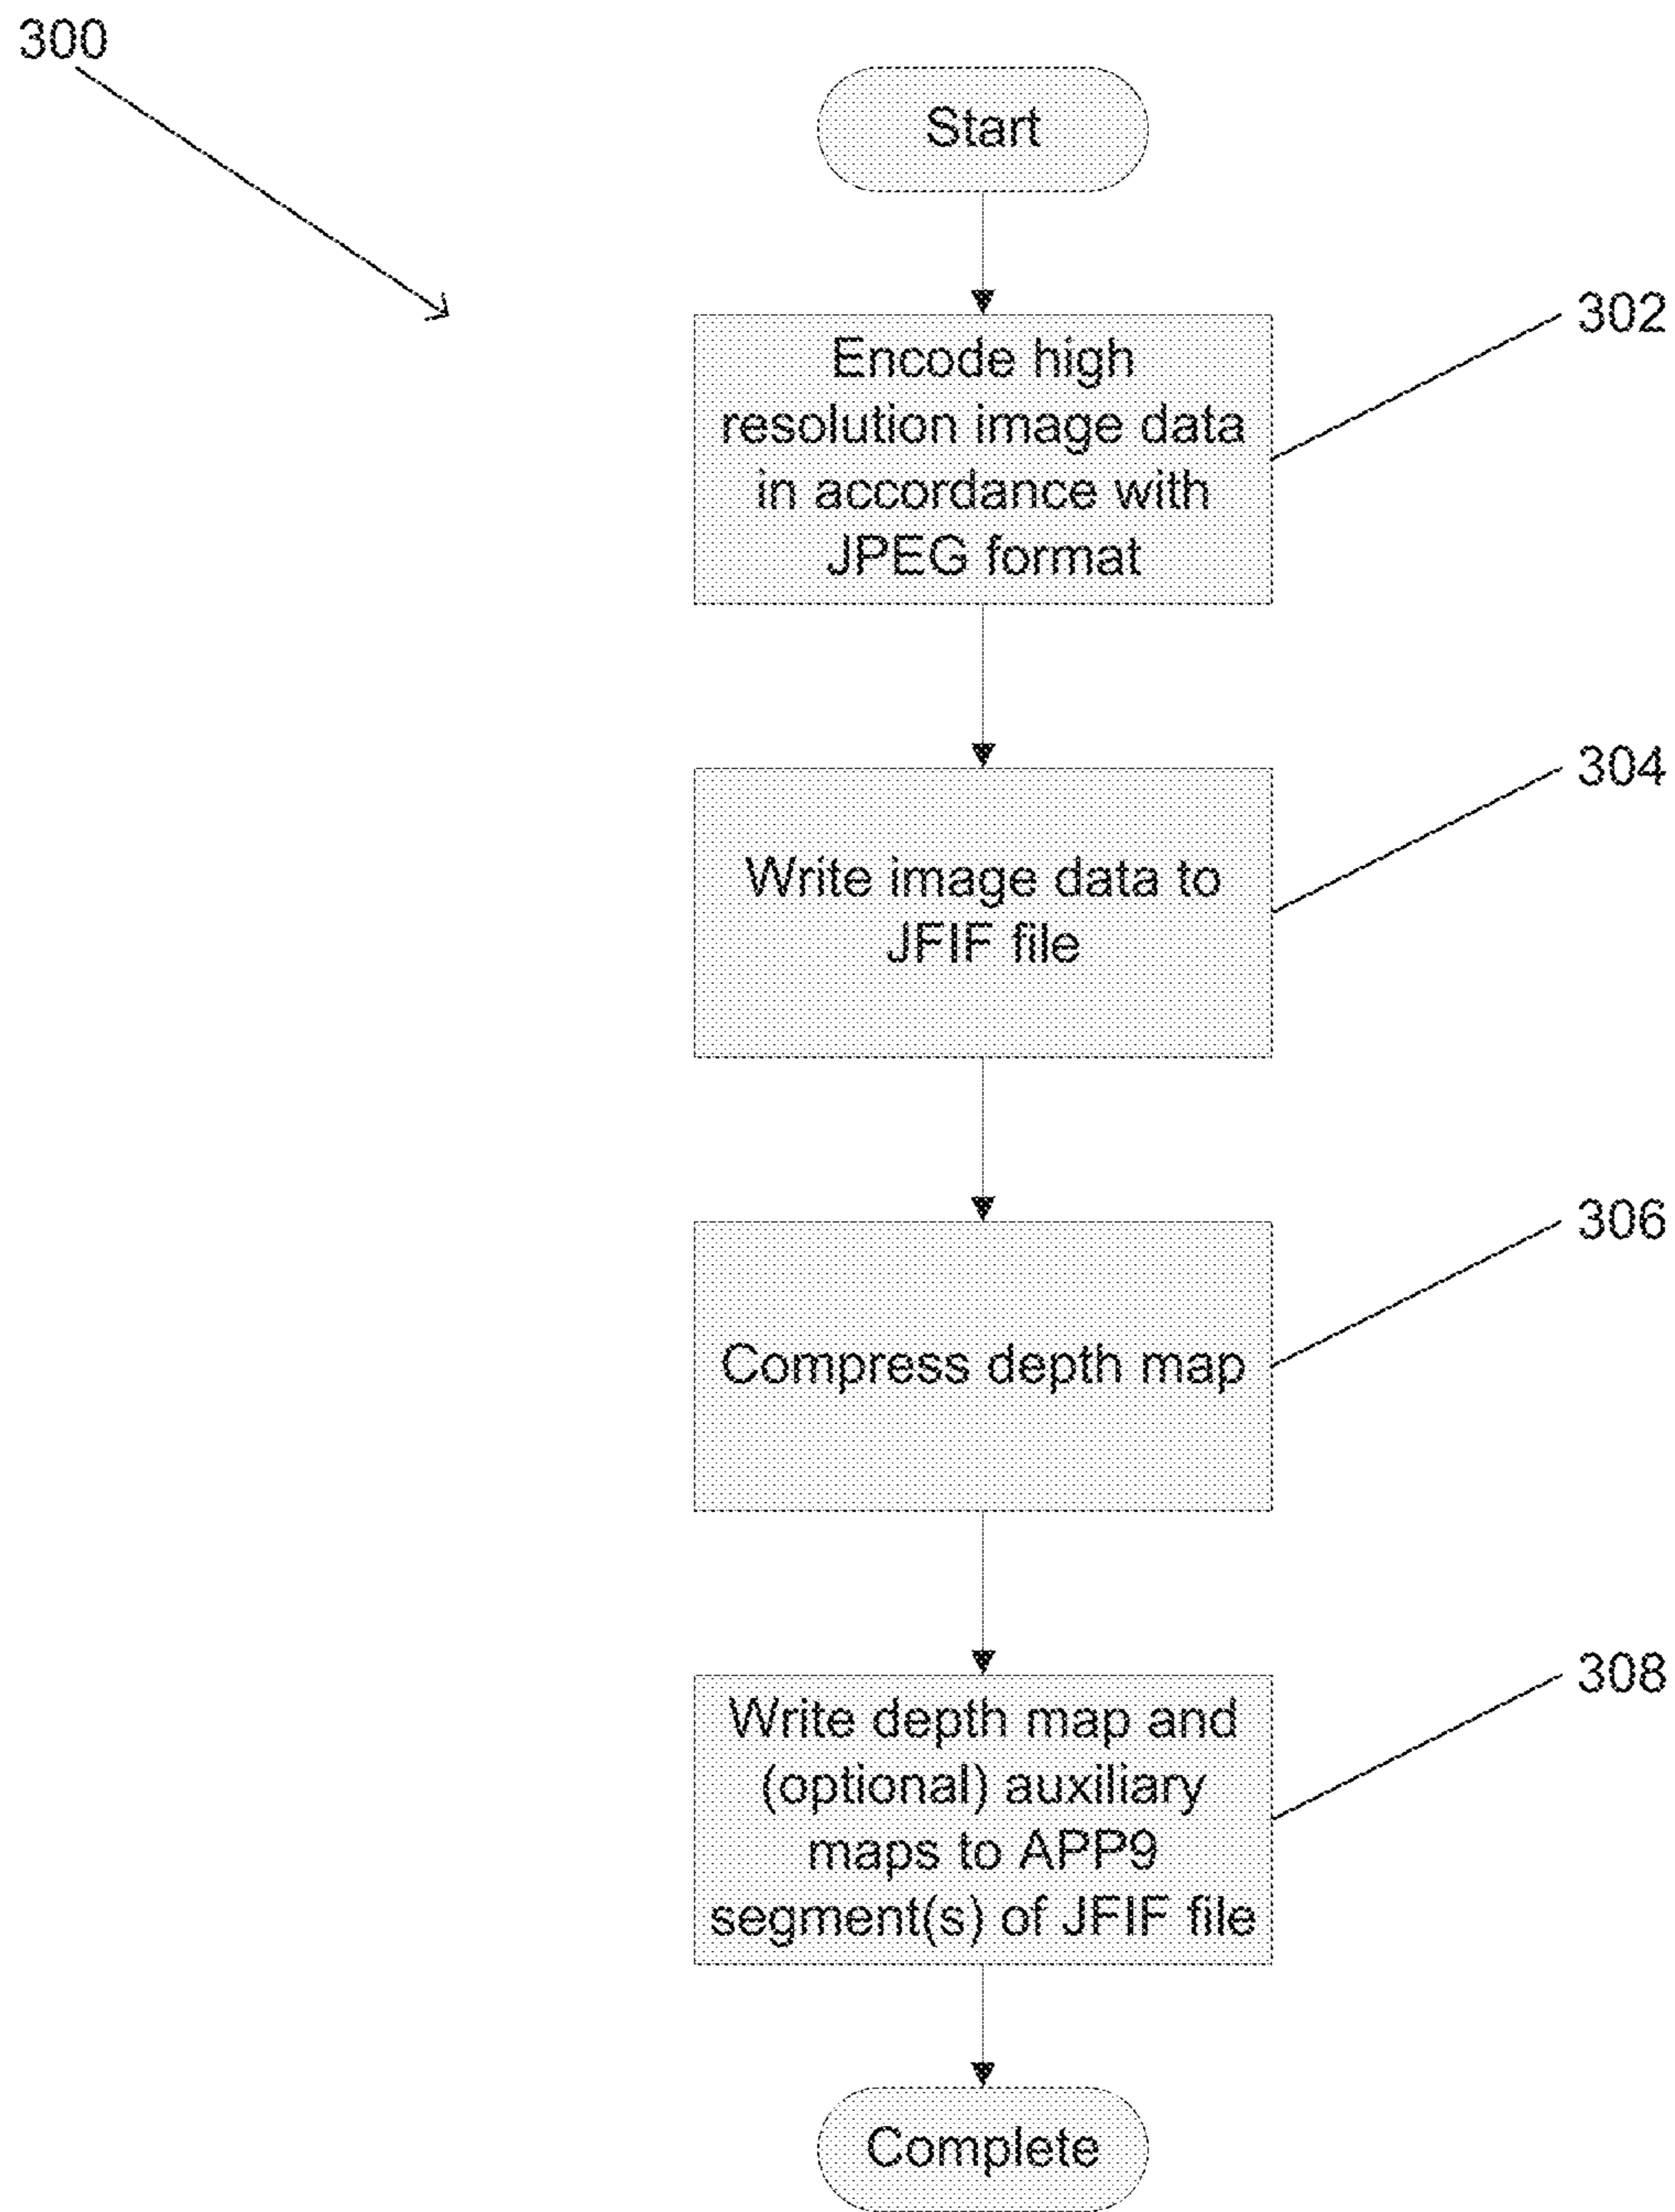 300
Start
Encode high
resolution image data
in accordance with
JPEG format
302
Write image data to
JFIF file
304
Compress depth map
306
Write depth map and
(optional) auxiliary
maps to APP9
segment(s) of JFIF file
308
Complete